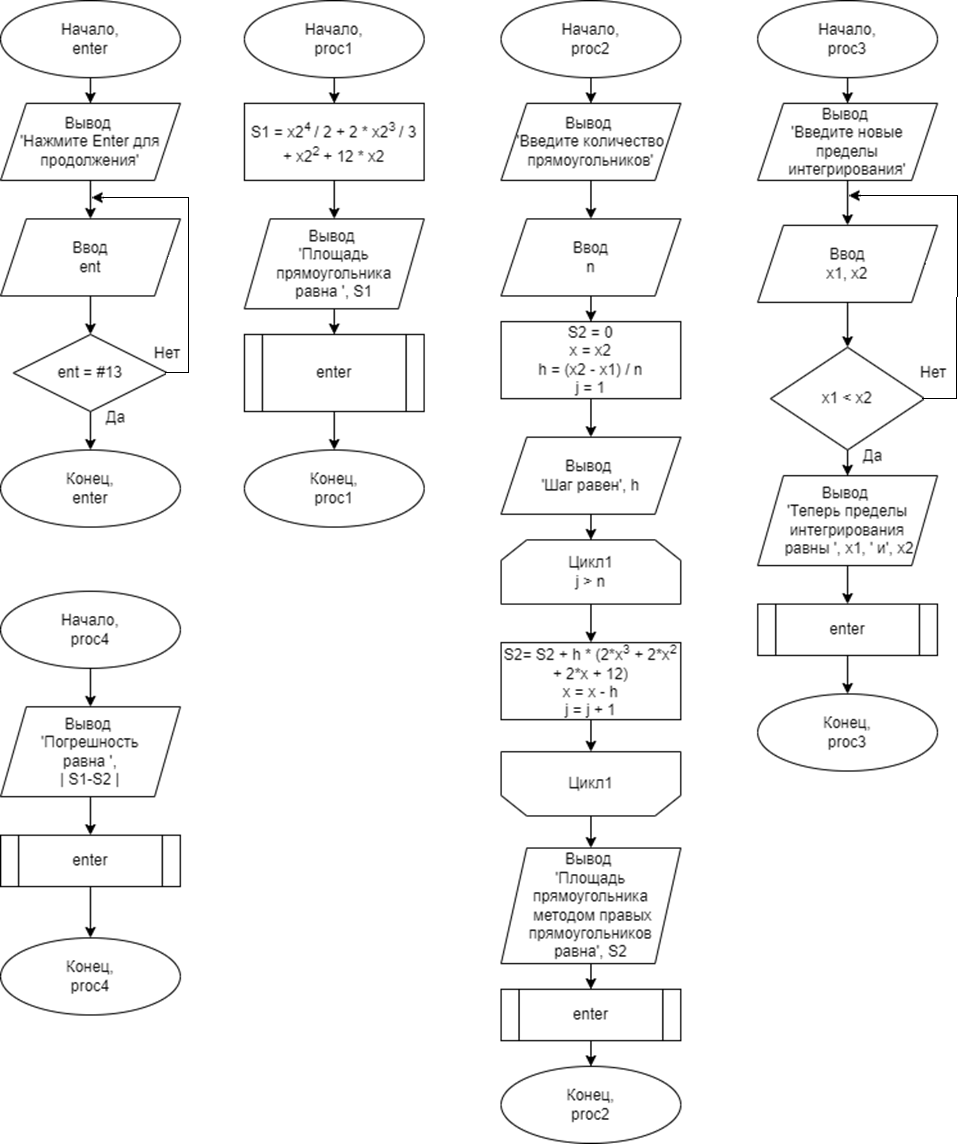 Начало,
enter
Вывод
'Нажмите Enter для
продолжения'
Ввод
ent
ent = #13
Нет
Да
Конец,
enter
Начало,
proc1
S1 = x2⁴ / 2 + 2 * x2³ / 3
+ x2² + 12 * x2
Вывод
'Площадь
прямоугольника
равна ', S1
enter
Конец,
proc1
Начало,
proc2
Вывод
'Введите количество
прямоугольников'
Ввод
n
S2 = 0
x = x2
h = (x2 - x1) / n
j = 1
Вывод
'Шаг равен', h
Цикл1
j > n
S2= S2 + h * (2*x³ + 2*x²
+ 2*x + 12)
x = x - h
j = j + 1
Цикл1
Вывод
'Площадь
прямоугольника
методом правых
прямоугольников
равна', S2
enter
Конец,
proc2
Начало,
proc3
Вывод
'Введите новые
пределы
интегрирования'
Ввод
x1, x2
x1 < x2
Нет
Да
Вывод
'Теперь пределы
интегрирования
равны ', x1, ' и', x2
enter
Конец,
proc3
Начало,
proc4
Вывод
'Погрешность
равна ',
| S1-S2 |
enter
Конец,
proc4